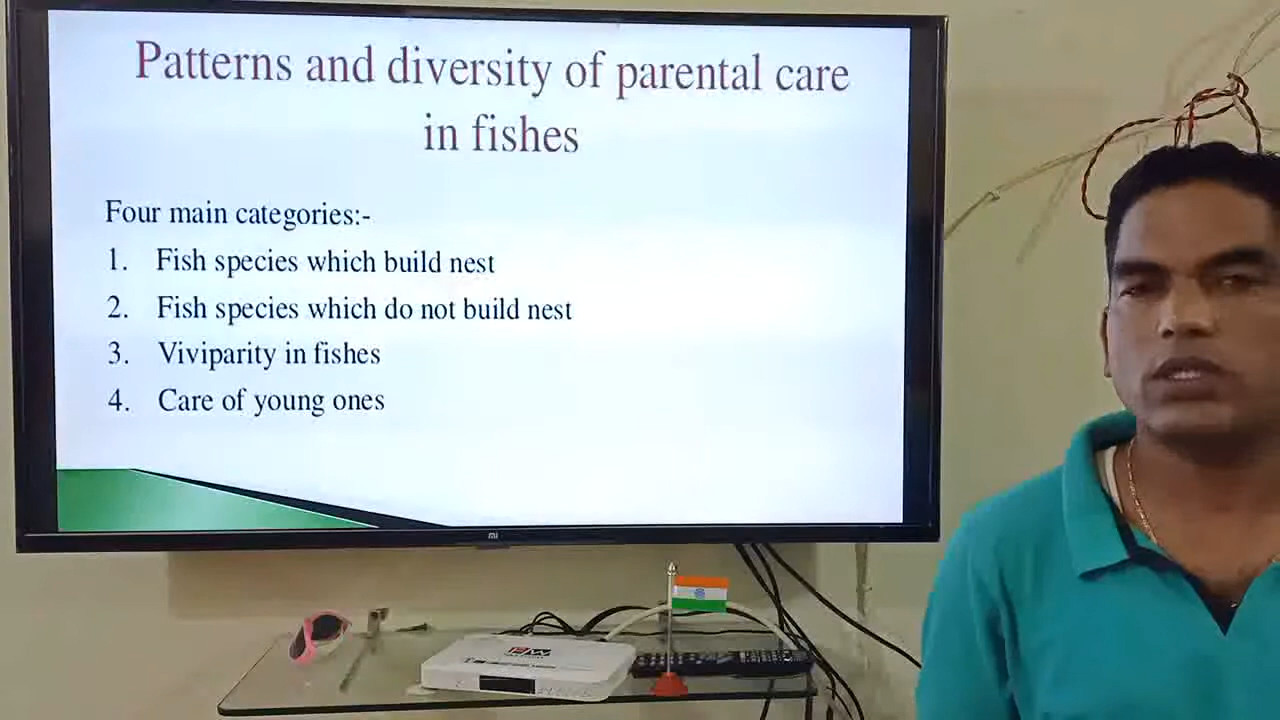 Patterns and diversity of parental care
in fishes
Four main categories:-
1. Fish species which build nest
2. Fish species which do not build nest
3. Viviparity in fishes
4. Care of young ones
mi